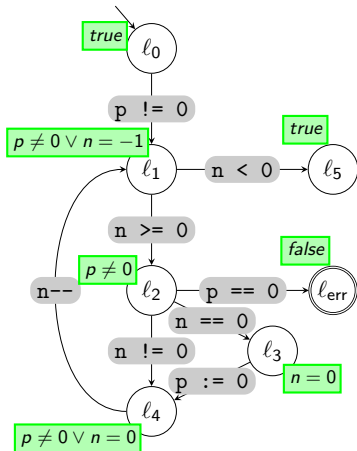 true
ℓ0
p != 0
p ≠ 0 ∨ n = −1
true
ℓ1
n < 0
ℓ5
n >= 0
p ≠ 0
false
ℓ2
p == 0
ℓerr
n--
n == 0
n != 0
ℓ3
p := 0
n = 0
ℓ4
p ≠ 0 ∨ n = 0